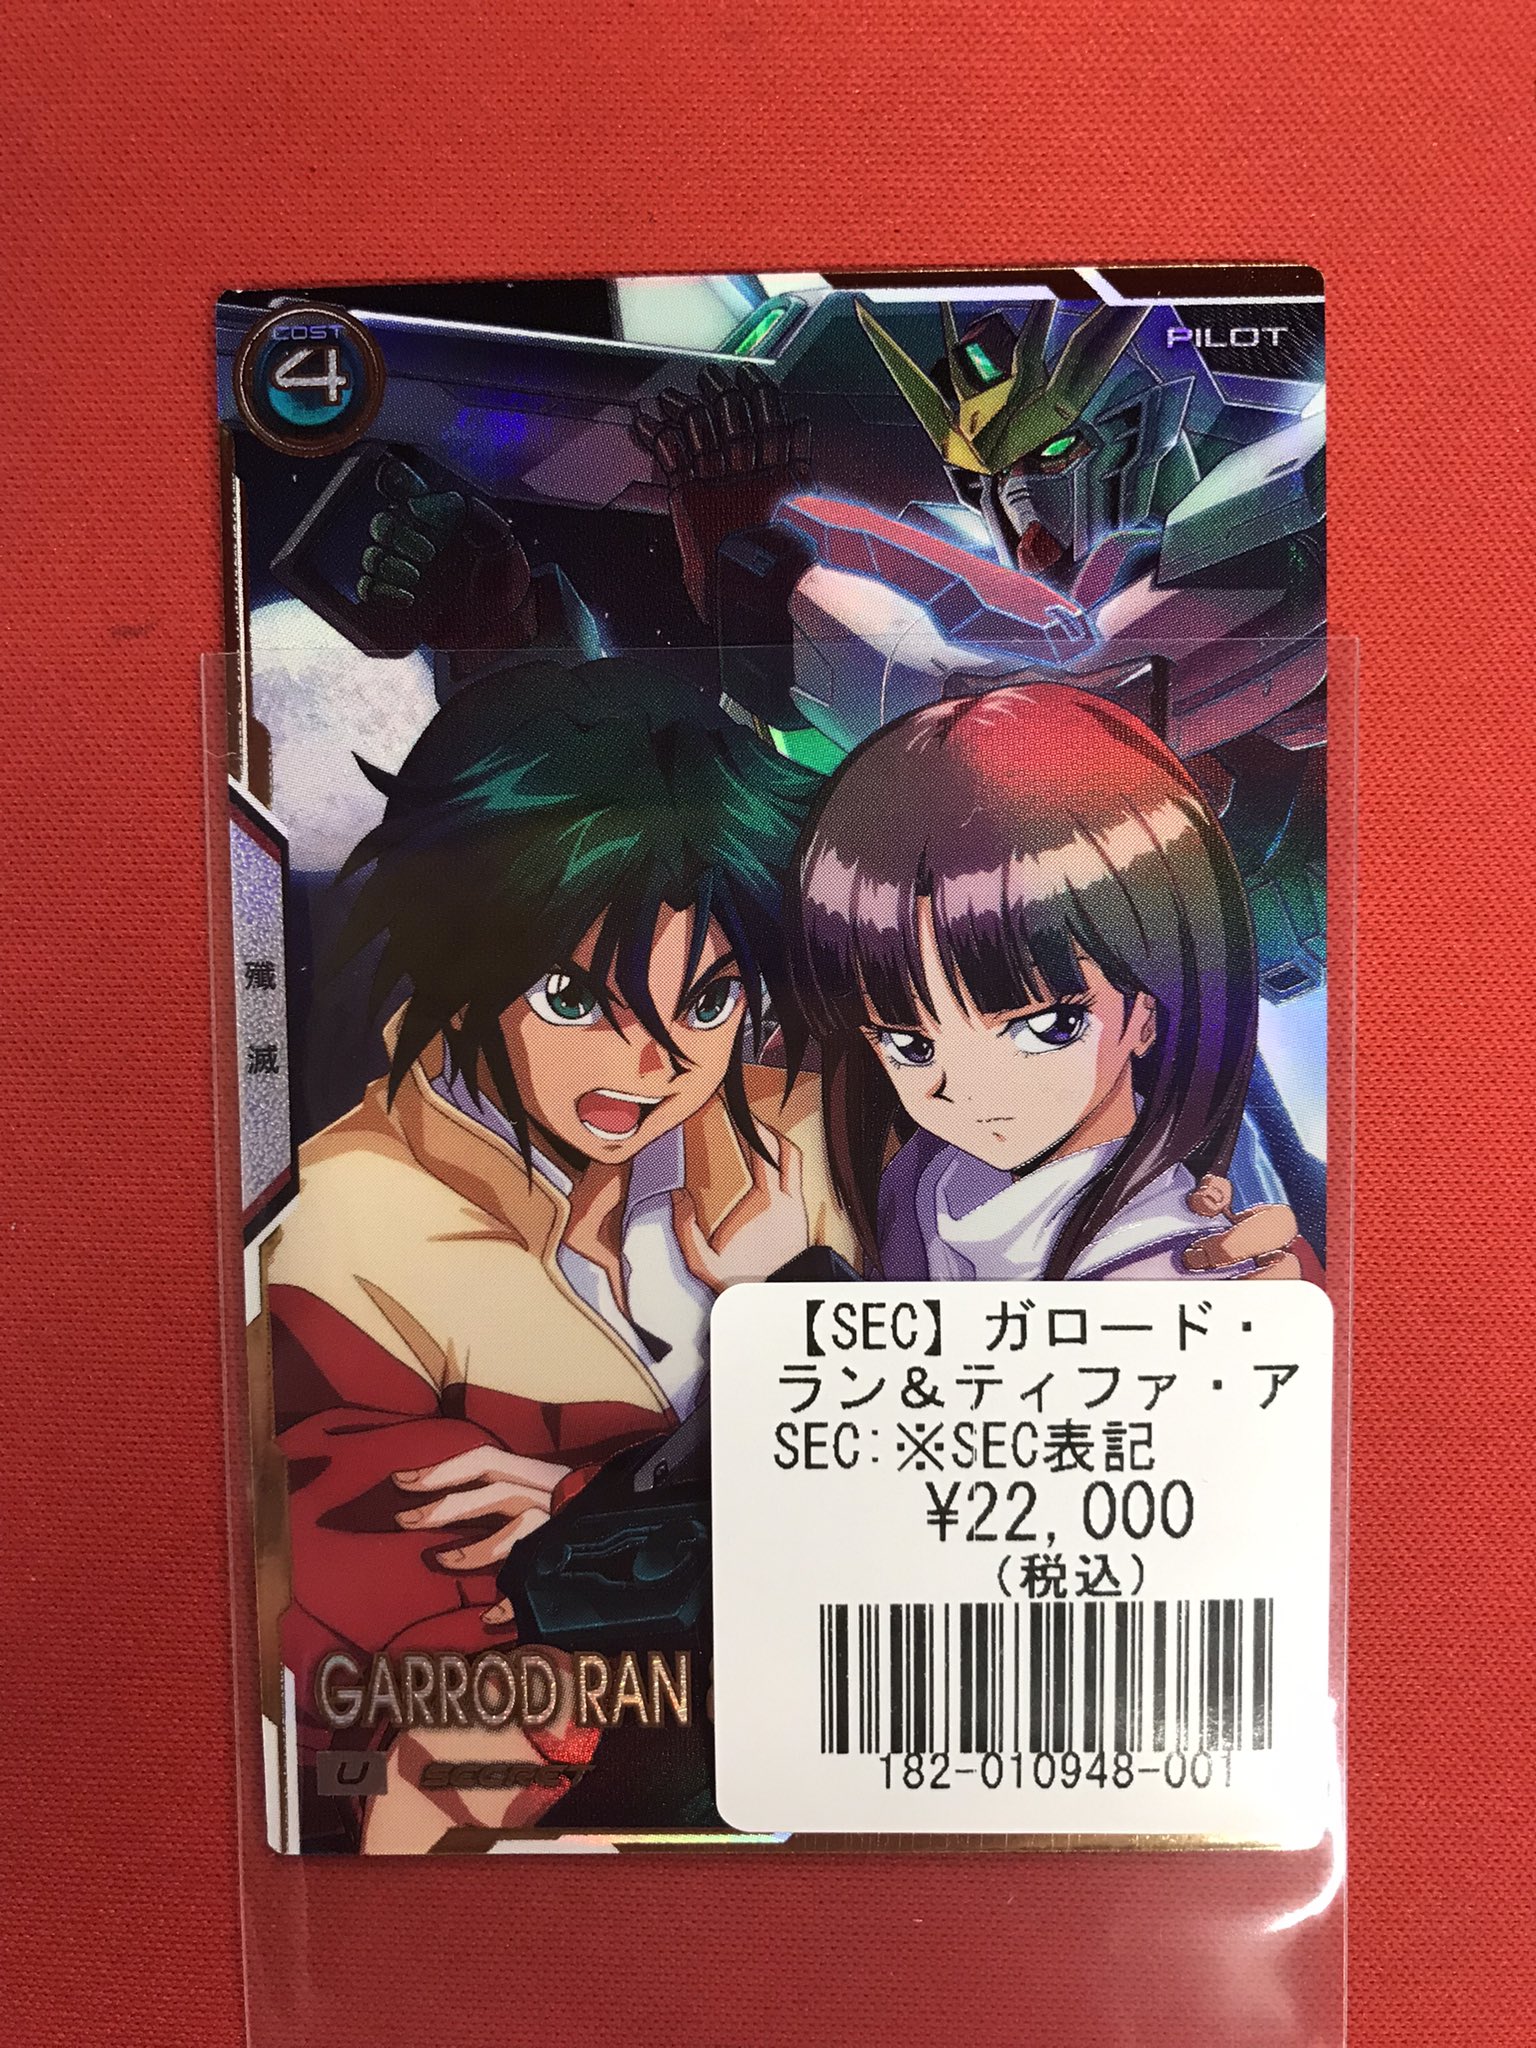 COST
4
PILOT
殲滅
【SEC】ガロード・
ラン&ティファ・ア
SEC:※SEC表記
¥22,000
(税込)
182-010948-001
GARROD RAN
U SECRET